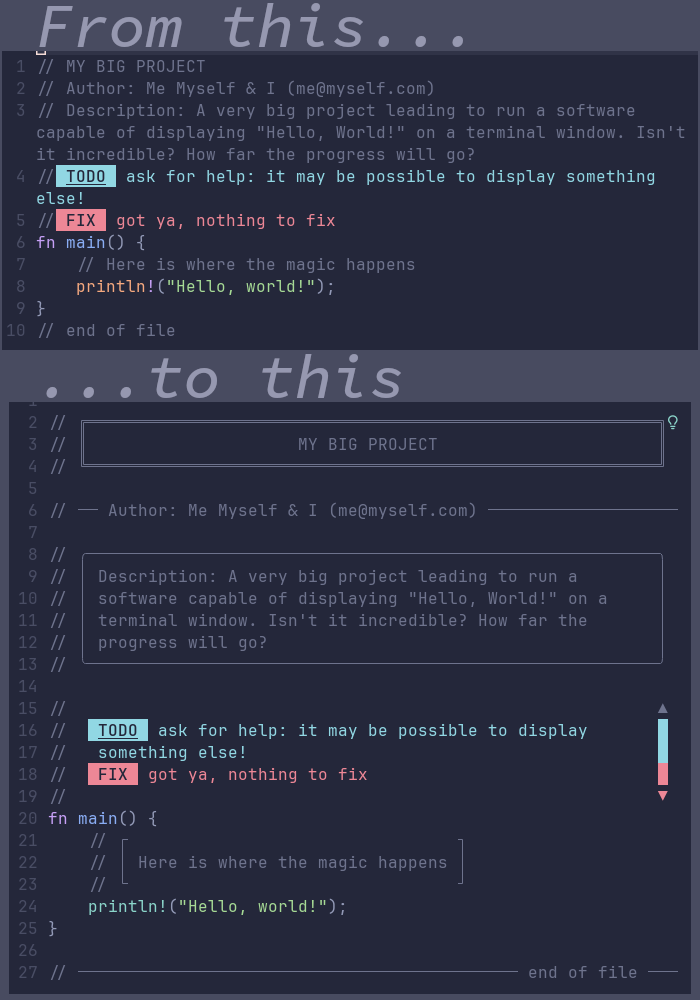 From this...
1 // MY BIG PROJECT
2 // Author: Me Myself & I (me@myself.com)
3 // Description: A very big project leading to run a software
capable of displaying "Hello, World!" on a terminal window. Isn't
it incredible? How far the progress will go?
4 // TODO ask for help: it may be possible to display something
else!
5 // FIX got ya, nothing to fix
6 fn main() {
7 // Here is where the magic happens
8 println!("Hello, world!");
9 }
10 // end of file
...to this
1
2 //
3 // MY BIG PROJECT
4 //
5
6 // Author: Me Myself & I (me@myself.com)
7
8 //
9 // Description: A very big project leading to run a
10 // software capable of displaying "Hello, World!" on a
11 // terminal window. Isn't it incredible? How far the
12 // progress will go?
13 //
14
15 //
16 // TODO ask for help: it may be possible to display
17 // something else!
18 // FIX got ya, nothing to fix
19 //
20 fn main() {
21 //
22 // Here is where the magic happens
23 //
24 println!("Hello, world!");
25 }
26
27 // end of file